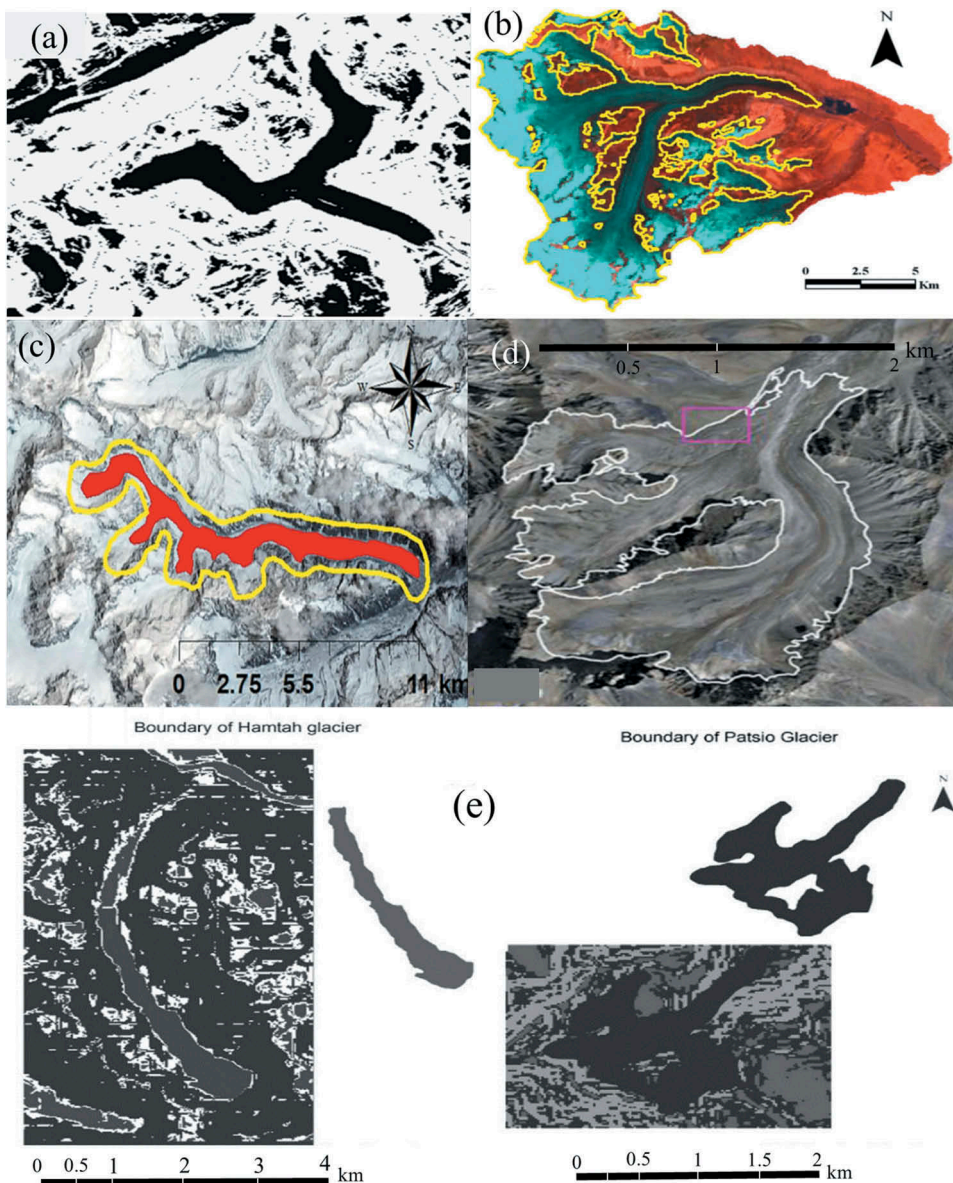 (a)
(b)
N
0 2.5 5
Km
(c)
N
W E
S
0 2.75 5.5 11 km
(d)
km
0.5 1 2
Boundary of Hamtah glacier
Boundary of Patsio Glacier
(e)
N
0 0.5 1 2 3 4 km
0 0.5 1 1.5 2 km